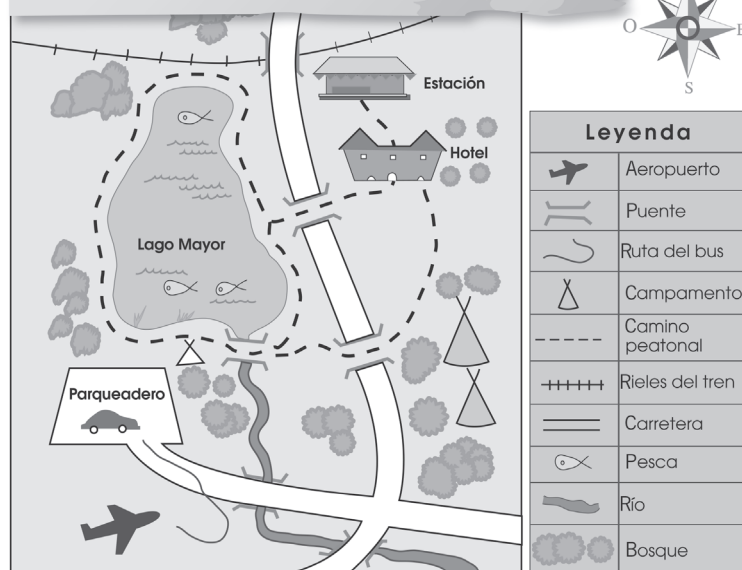 O
E
S
Estación
Hotel
Lago Mayor
Parqueadero
Leyenda
Aeropuerto
Puente
Ruta del bus
Campamento
Camino
peatonal
Rieles del tren
Carretera
Pesca
Río
Bosque